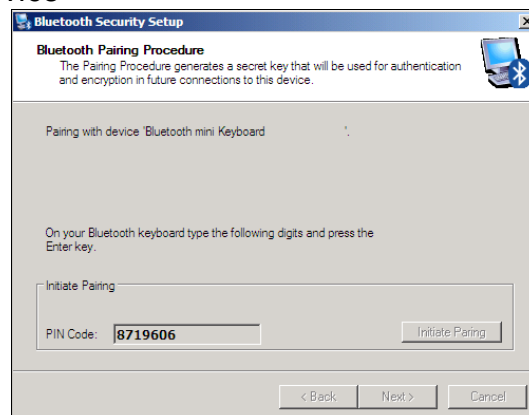 Bluetooth Security Setup
Bluetooth Pairing Procedure
The Pairing Procedure generates a secret key that will be used for authentication
and encryption in future connections to this device.
Pairing with device 'Bluetooth mini Keyboard '.
On your Bluetooth keyboard type the following digits and press the
Enter key.
Initiate Pairing
PIN Code: 8719606
Initiate Paring
< Back Next > Cancel